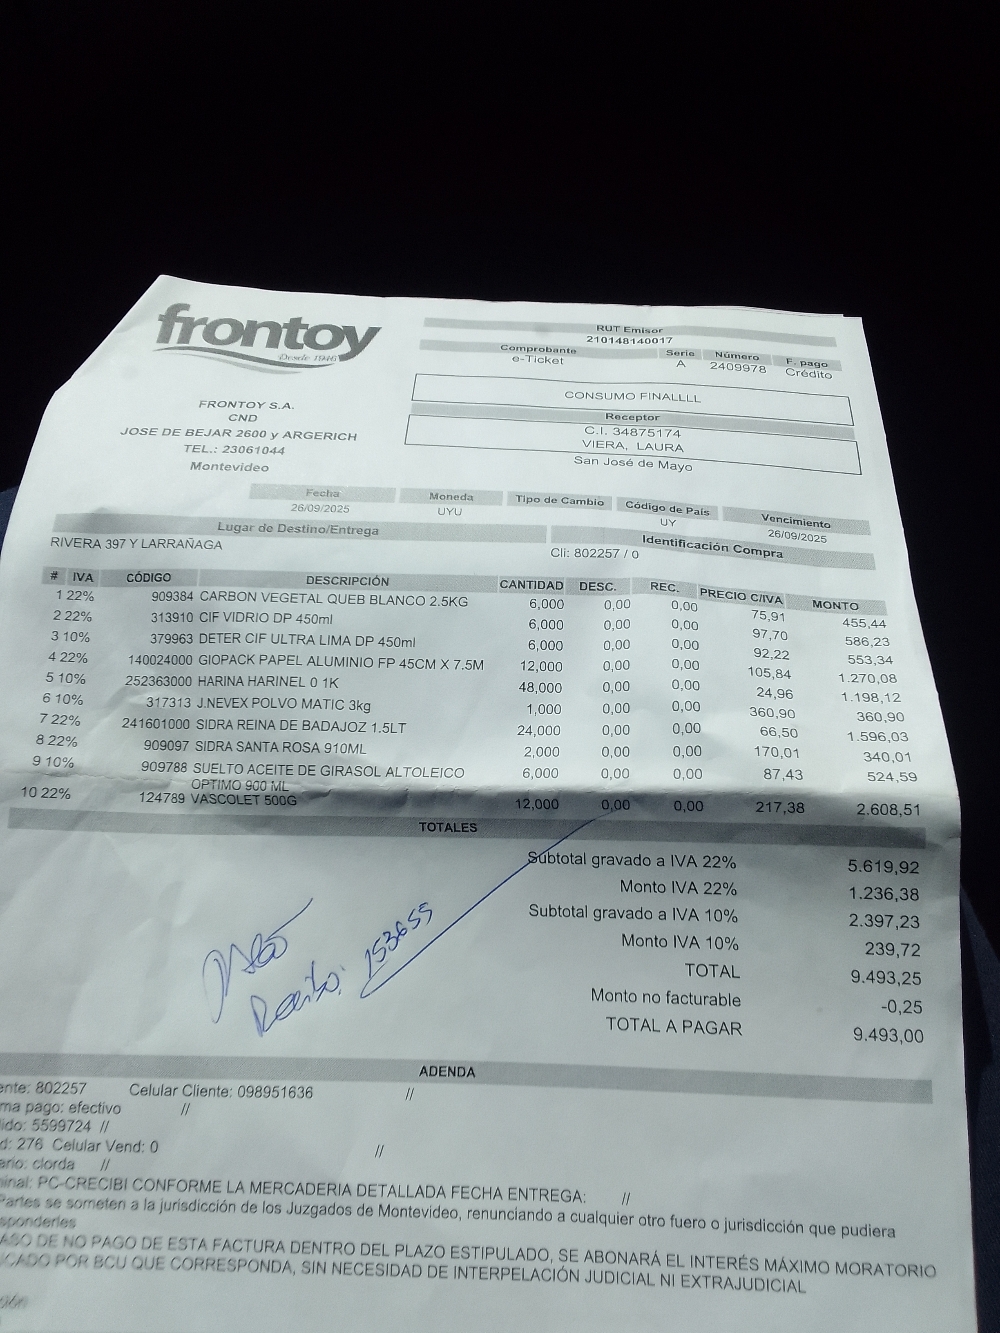 frontoy
Desde 1946
FRONTOY S.A.
CND
JOSE DE BEJAR 2600 y ARGERICH
TEL.: 23061044
Montevideo
RUT Emisor
210148140017
Comprobante Serie Número F. pago
e-Ticket A 2409978 Crédito
CONSUMO FINALLLL
Receptor
C.I. 34875174
VIERA, LAURA
San José de Mayo
Fecha Moneda Tipo de Cambio Código de País Vencimiento
26/09/2025 UYU UY 26/09/2025
Lugar de Destino/Entrega Identificación Compra
RIVERA 397 Y LARRAÑAGA Cli: 802257 / 0
# IVA CÓDIGO DESCRIPCIÓN CANTIDAD DESC. REC. PRECIO C/IVA MONTO
1 22% 909384 CARBON VEGETAL QUEB BLANCO 2.5KG 6,000 0,00 0,00 75,91 455,44
2 22% 313910 CIF VIDRIO DP 450ml 6,000 0,00 0,00 97,70 586,23
3 10% 379963 DETER CIF ULTRA LIMA DP 450ml 6,000 0,00 0,00 92,22 553,34
4 22% 140024000 GIOPACK PAPEL ALUMINIO FP 45CM X 7.5M 12,000 0,00 0,00 105,84 1.270,08
5 10% 252363000 HARINA HARINEL 0 1K 48,000 0,00 0,00 24,96 1.198,12
6 10% 317313 J.NEVEX POLVO MATIC 3kg 1,000 0,00 0,00 360,90 360,90
7 22% 241601000 SIDRA REINA DE BADAJOZ 1.5LT 24,000 0,00 0,00 66,50 1.596,03
8 22% 909097 SIDRA SANTA ROSA 910ML 2,000 0,00 0,00 170,01 340,01
9 10% 909788 SUELTO ACEITE DE GIRASOL ALTOLEICO 6,000 0,00 0,00 87,43 524,59
OPTIMO 900 ML
10 22% 124789 VASCOLET 500G 12,000 0,00 0,00 217,38 2.608,51
TOTALES
Subtotal gravado a IVA 22% 5.619,92
Monto IVA 22% 1.236,38
Subtotal gravado a IVA 10% 2.397,23
Monto IVA 10% 239,72
TOTAL 9.493,25
Monto no facturable -0,25
TOTAL A PAGAR 9.493,00
Recibo: 153655
ADENDA
ente: 802257 Celular Cliente: 098951636 //
ma pago: efectivo //
ido: 5599724 //
d: 276 Celular Vend: 0 //
ario: clorda //
inal: PC-CRECIBI CONFORME LA MERCADERIA DETALLADA FECHA ENTREGA: //
Partes se someten a la jurisdicción de los Juzgados de Montevideo, renunciando a cualquier otro fuero o jurisdicción que pudiera
sponderles
ASO DE NO PAGO DE ESTA FACTURA DENTRO DEL PLAZO ESTIPULADO, SE ABONARÁ EL INTERÉS MÁXIMO MORATORIO
ICADO POR BCU QUE CORRESPONDA, SIN NECESIDAD DE INTERPELACIÓN JUDICIAL NI EXTRAJUDICIAL